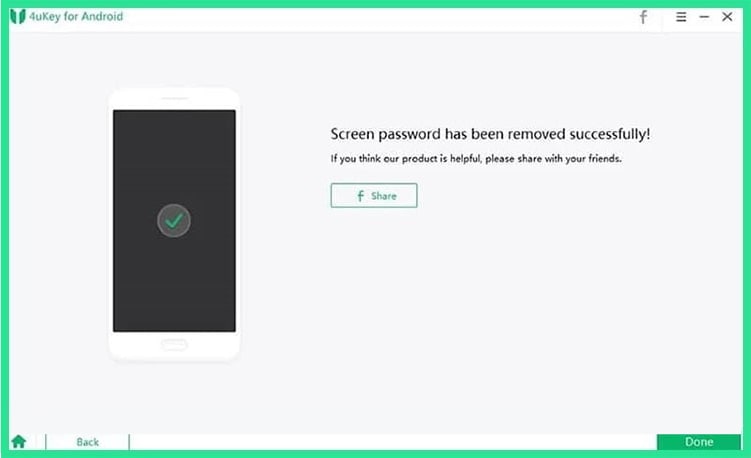 4uKey for Android
Screen password has been removed successfully!
If you think our product is helpful, please share with your friends.
f Share
Back
Done